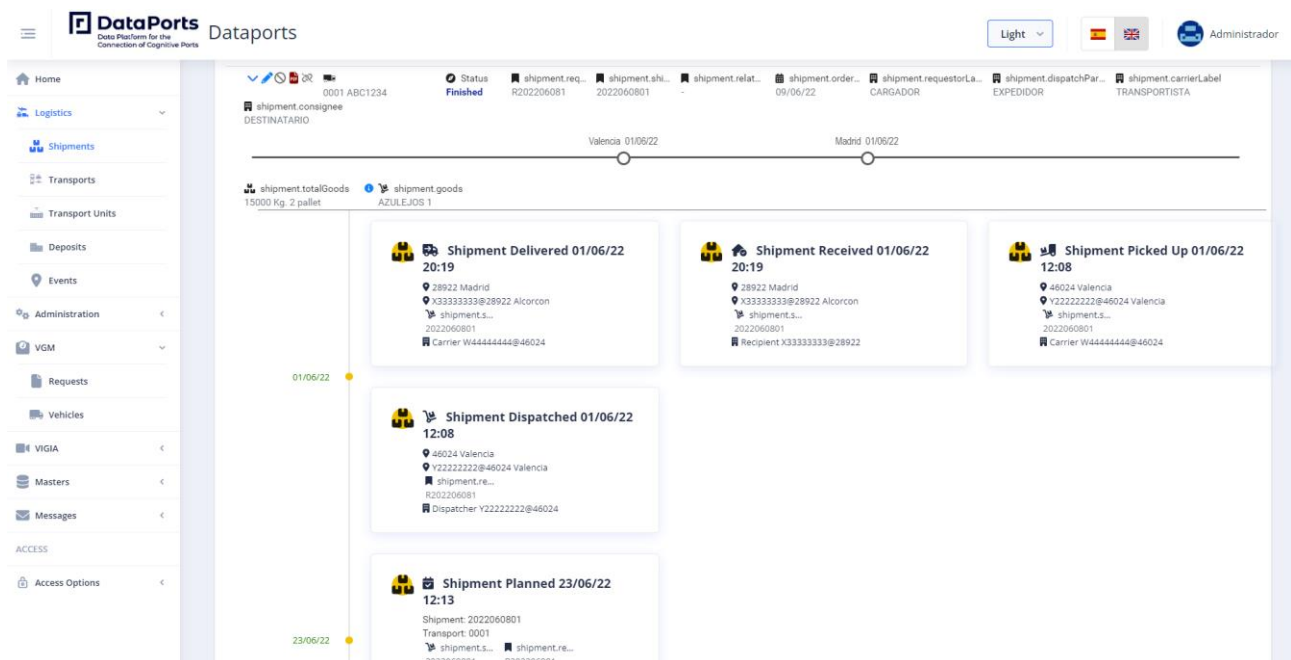 DataPorts
Data Platform for the
Connection of Cognitive Ports
Dataports
Light
Administrador
Home
Logistics
Shipments
Transports
Transport Units
Deposits
Events
Administration
VGM
Requests
Vehicles
VIGIA
Masters
Messages
ACCESS
Access Options
0001 ABC1234
Status
Finished
shipment.req...
R202206081
shipment.shi...
2022060801
shipment.relat...
-
shipment.order...
09/06/22
shipment.requestorLa...
CARGADOR
shipment.dispatchPar...
EXPEDIDOR
shipment.carrierLabel
TRANSPORTISTA
shipment.consignee
DESTINATARIO
Valencia 01/06/22
Madrid 01/06/22
shipment.totalGoods
15000 Kg. 2 pallet
shipment.goods
AZULEJOS 1
01/06/22
Shipment Delivered 01/06/22
20:19
28922 Madrid
X33333333@28922 Alcorcon
shipment.s...
2022060801
Carrier W44444444@46024
Shipment Received 01/06/22
20:19
28922 Madrid
X33333333@28922 Alcorcon
shipment.s...
2022060801
Recipient X33333333@28922
Shipment Picked Up 01/06/22
12:08
46024 Valencia
Y22222222@46024 Valencia
shipment.s...
2022060801
Carrier W44444444@46024
Shipment Dispatched 01/06/22
12:08
46024 Valencia
Y22222222@46024 Valencia
shipment.re...
R202206081
Dispatcher Y22222222@46024
23/06/22
Shipment Planned 23/06/22
12:13
Shipment: 2022060801
Transport: 0001
shipment.s... shipment.re...